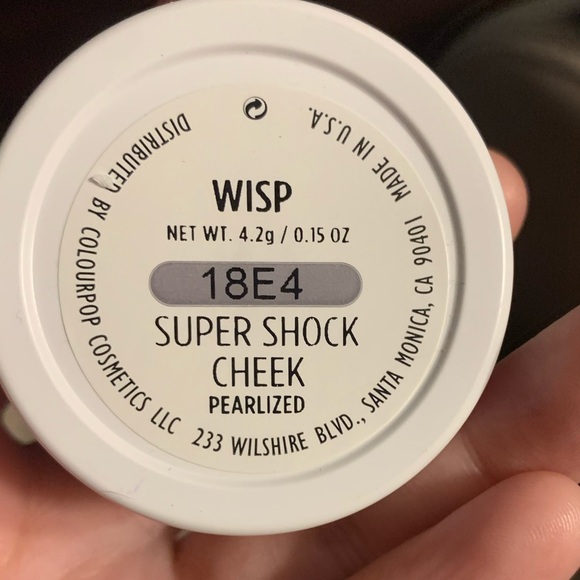 WISP
NET WT. 4.2g / 0.15 OZ
18E4
SUPER SHOCK
CHEEK
PEARLIZED
DISTRIBUTED BY COLOURPOP COSMETICS LLC 233 WILSHIRE BLVD., SANTA MONICA, CA 90401 MADE IN U.S.A.